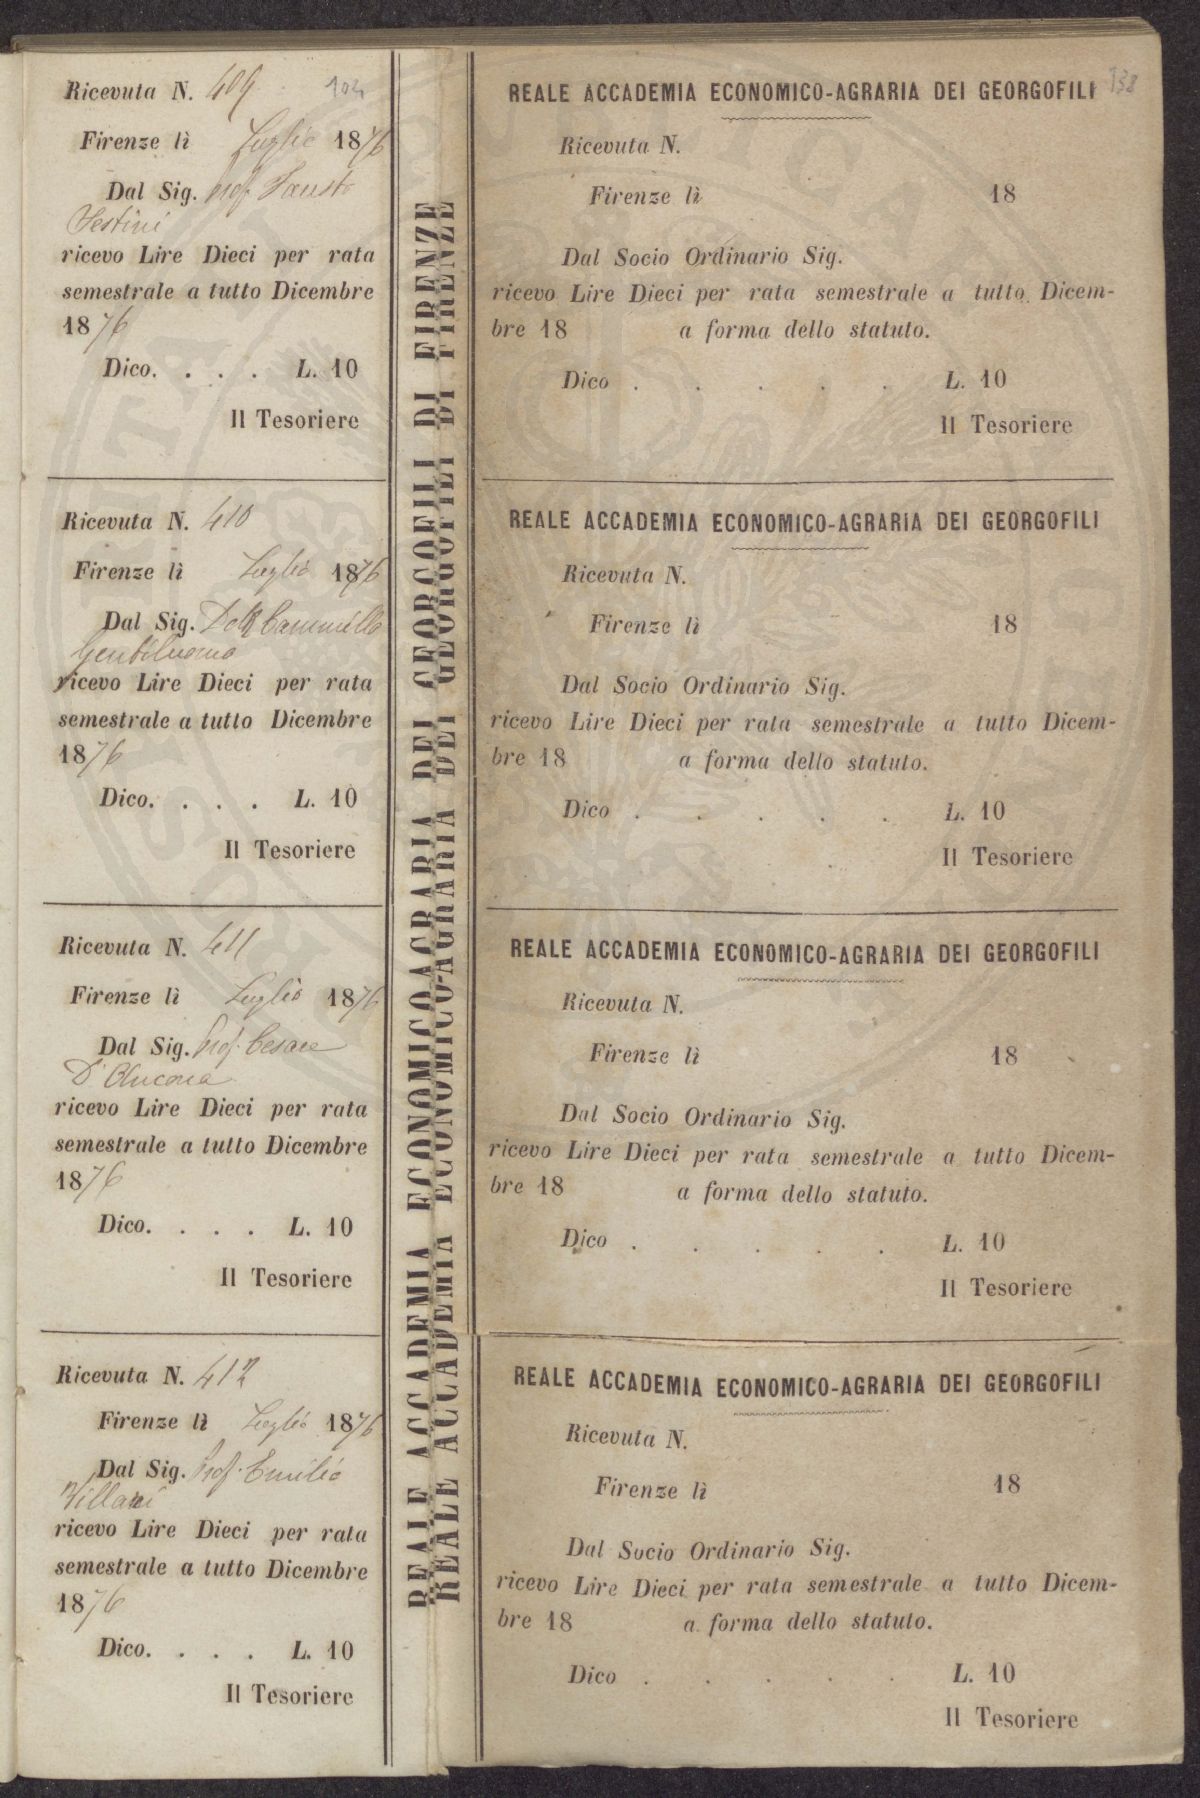 Ricevuta N. 409
104
Firenze lì Luglio 1876
Dal Sig. Prof. Fausto
Sestini
ricevo Lire Dieci per rata
semestrale a tutto Dicembre
1876
Dico. . . . L. 10
Il Tesoriere
Ricevuta N. 410
Firenze lì Luglio 1876
Dal Sig. Dott Cammillo
Gentiluomo
ricevo Lire Dieci per rata
semestrale a tutto Dicembre
1876
Dico. . . . L. 10
Il Tesoriere
Ricevuta N. 411
Firenze lì Luglio 1876
Dal Sig. Prof. Cesare
D'Ancona
ricevo Lire Dieci per rata
semestrale a tutto Dicembre
1876
Dico. . . . L. 10
Il Tesoriere
Ricevuta N. 412
Firenze lì Luglio 1876
Dal Sig. Prof. Emilio
Villari
ricevo Lire Dieci per rata
semestrale a tutto Dicembre
1876
Dico. . . . L. 10
Il Tesoriere
REALE ACCADEMIA ECONOMICO-AGRARIA DEI GEORGOFILI DI FIRENZE
REALE ACCADEMIA ECONOMICO-AGRARIA DEI GEORGOFILI DI FIRENZE
REALE ACCADEMIA ECONOMICO-AGRARIA DEI GEORGOFILI
138
Ricevuta N.
Firenze lì 18
Dal Socio Ordinario Sig.
ricevo Lire Dieci per rata semestrale a tutto Dicem-
bre 18 a forma dello statuto.
Dico . . . . . L. 10
Il Tesoriere
REALE ACCADEMIA ECONOMICO-AGRARIA DEI GEORGOFILI
Ricevuta N.
Firenze lì 18
Dal Socio Ordinario Sig.
ricevo Lire Dieci per rata semestrale a tutto Dicem-
bre 18 a forma dello statuto.
Dico . . . . . L. 10
Il Tesoriere
REALE ACCADEMIA ECONOMICO-AGRARIA DEI GEORGOFILI
Ricevuta N.
Firenze lì 18
Dal Socio Ordinario Sig.
ricevo Lire Dieci per rata semestrale a tutto Dicem-
bre 18 a forma dello statuto.
Dico . . . . . L. 10
Il Tesoriere
REALE ACCADEMIA ECONOMICO-AGRARIA DEI GEORGOFILI
Ricevuta N.
Firenze lì 18
Dal Socio Ordinario Sig.
ricevo Lire Dieci per rata semestrale a tutto Dicem-
bre 18 a. forma dello statuto.
Dico . . . . . L. 10
Il Tesoriere